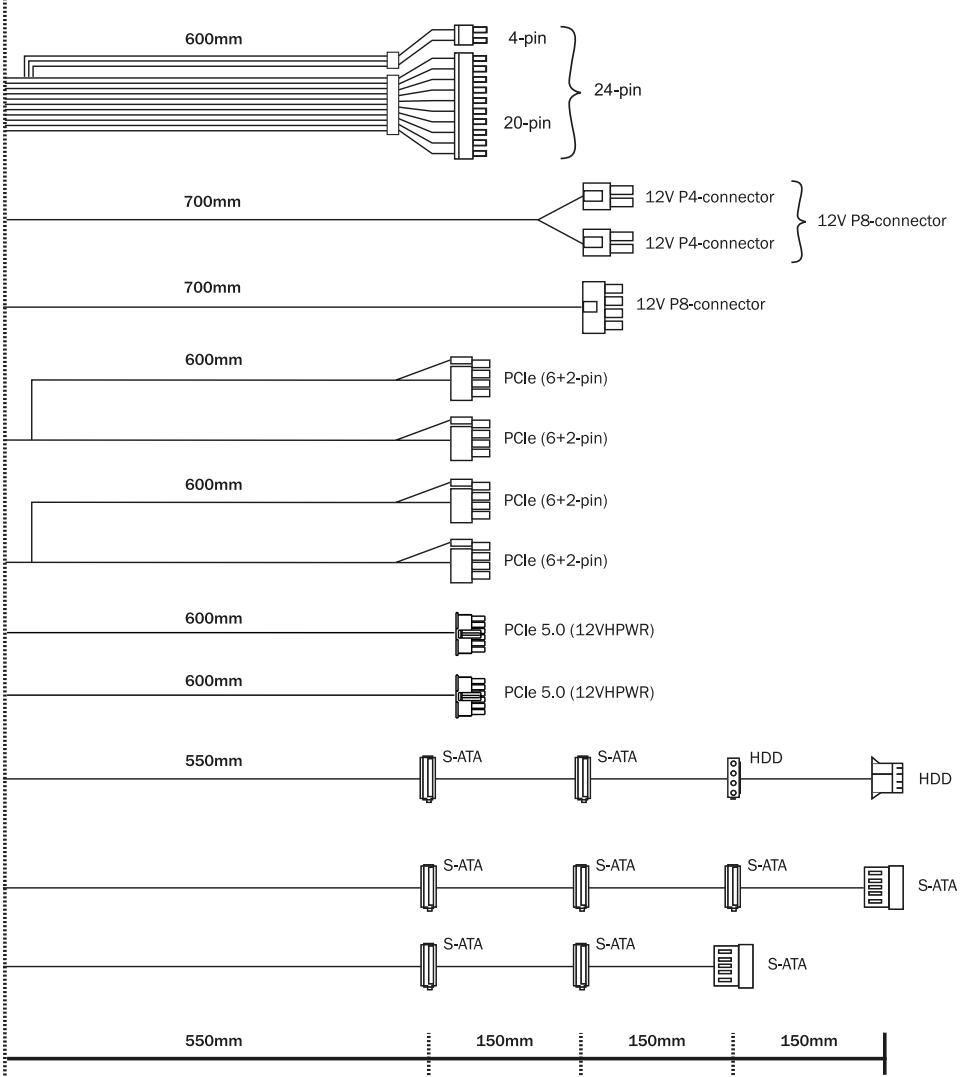 600mm
4-pin
24-pin
20-pin
700mm
12V P4-connector
12V P8-connector
12V P4-connector
700mm
12V P8-connector
600mm
PCIe (6+2-pin)
PCIe (6+2-pin)
600mm
PCIe (6+2-pin)
PCIe (6+2-pin)
600mm
PCIe 5.0 (12VHPWR)
600mm
PCIe 5.0 (12VHPWR)
550mm
S-ATA
S-ATA
HDD
HDD
S-ATA
S-ATA
S-ATA
S-ATA
S-ATA
S-ATA
S-ATA
550mm
150mm
150mm
150mm